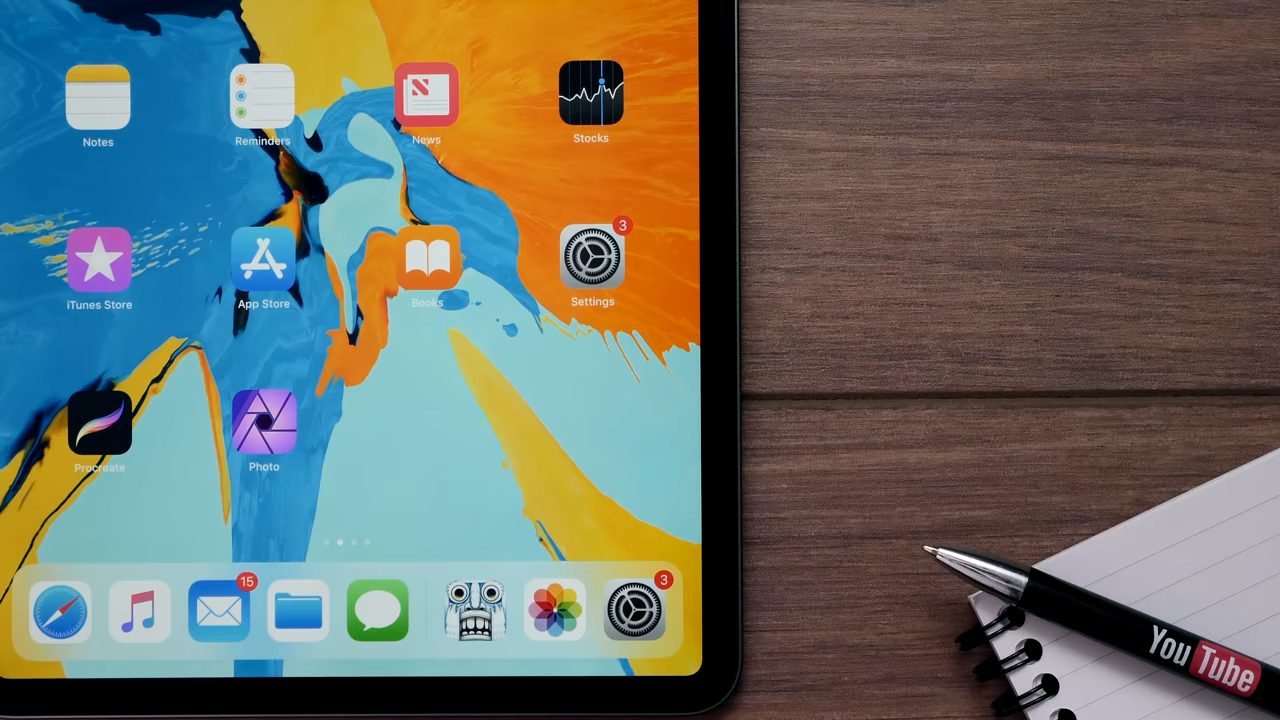 Notes
Reminders
News
Stocks
iTunes Store
App Store
Books
3
Settings
Procreate
Photo
15
3
YouTube